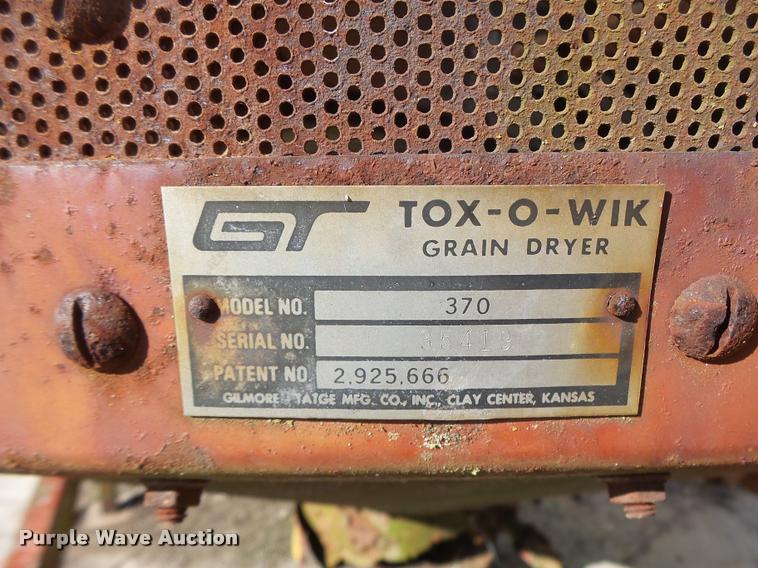 GT TOX-O-WIK
GRAIN DRYER
MODEL NO. 370
SERIAL NO. 36419
PATENT NO. 2,925,666
GILMORE - TATGE MFG. CO., INC., CLAY CENTER, KANSAS
Purple Wave Auction